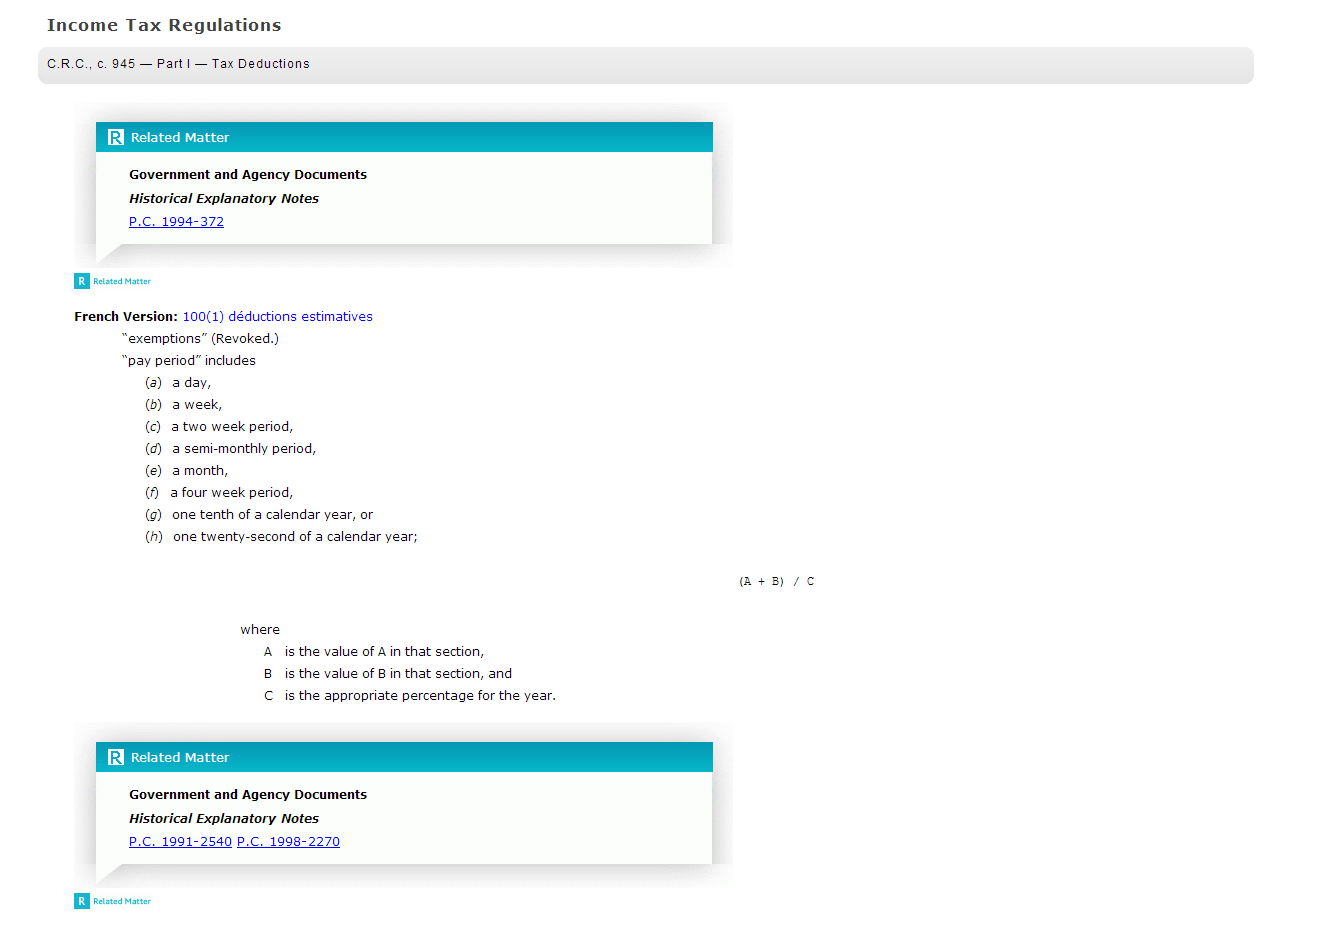 Income Tax Regulations
C.R.C., c. 945 — Part I — Tax Deductions
R Related Matter
Government and Agency Documents
Historical Explanatory Notes
P.C. 1994-372
R Related Matter
French Version: 100(1) déductions estimatives
“exemptions” (Revoked.)
“pay period” includes
(a) a day,
(b) a week,
(c) a two week period,
(d) a semi-monthly period,
(e) a month,
(f) a four week period,
(g) one tenth of a calendar year, or
(h) one twenty-second of a calendar year;
(A + B) / C
where
A is the value of A in that section,
B is the value of B in that section, and
C is the appropriate percentage for the year.
R Related Matter
Government and Agency Documents
Historical Explanatory Notes
P.C. 1991-2540 P.C. 1998-2270
R Related Matter